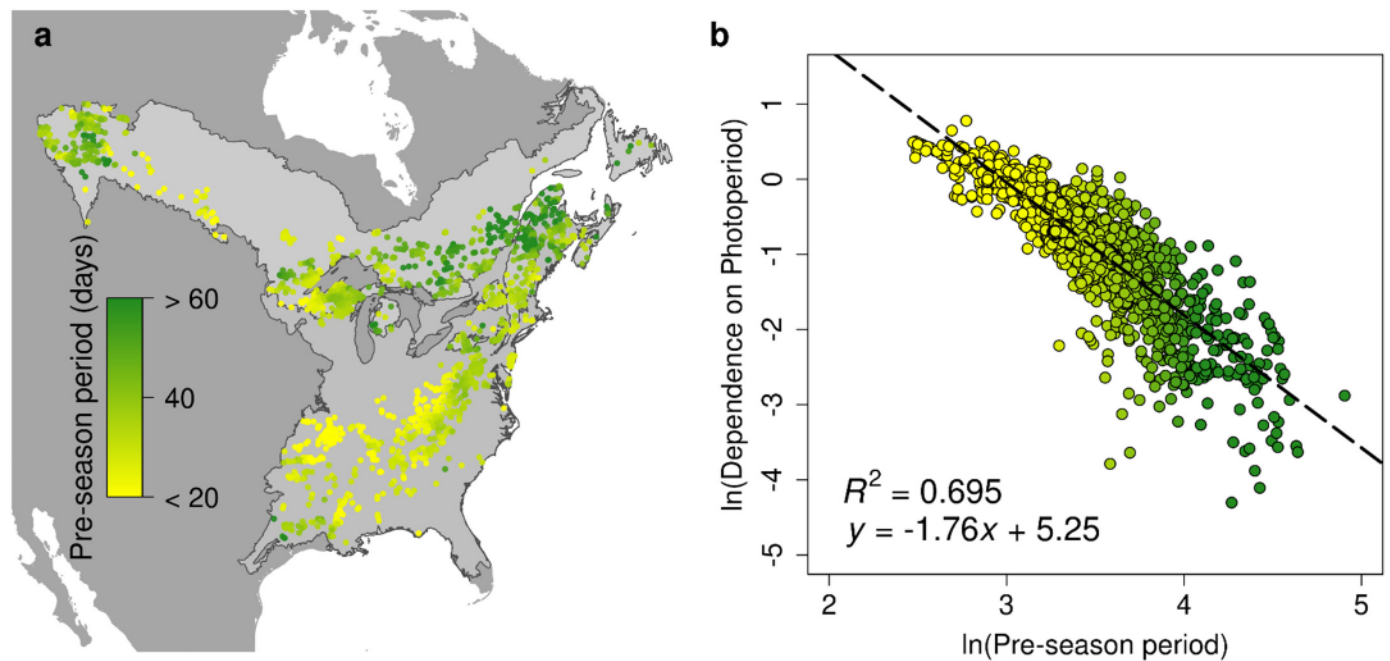 a
Pre-season period (days)
> 60
40
< 20
b
ln(Dependence on Photoperiod)
1
0
-1
-2
-3
-4
-5
R² = 0.695
y = -1.76x + 5.25
2 3 4 5
ln(Pre-season period)